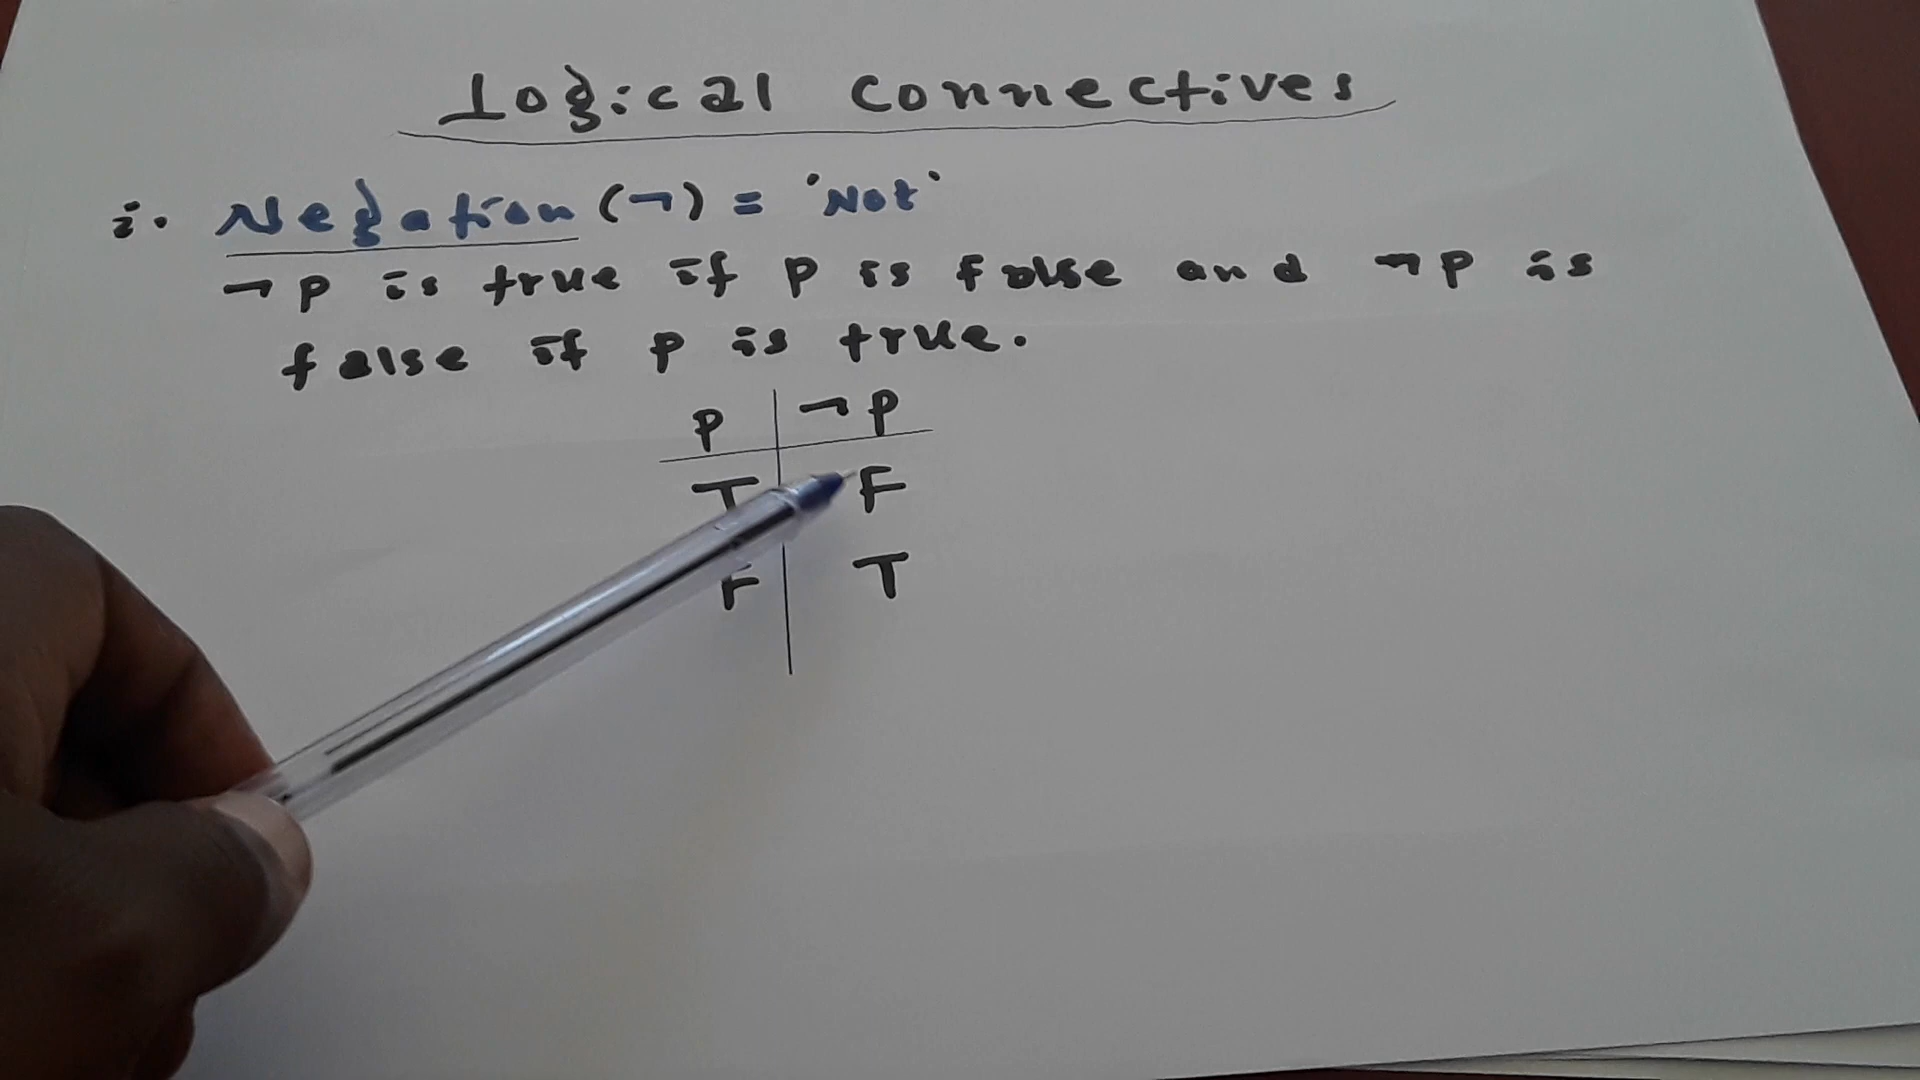 Logical Connectives
i. Negation (¬) = 'Not'
¬P is true if P is false and ¬P is
false if P is true.
P ¬P
T F
F T